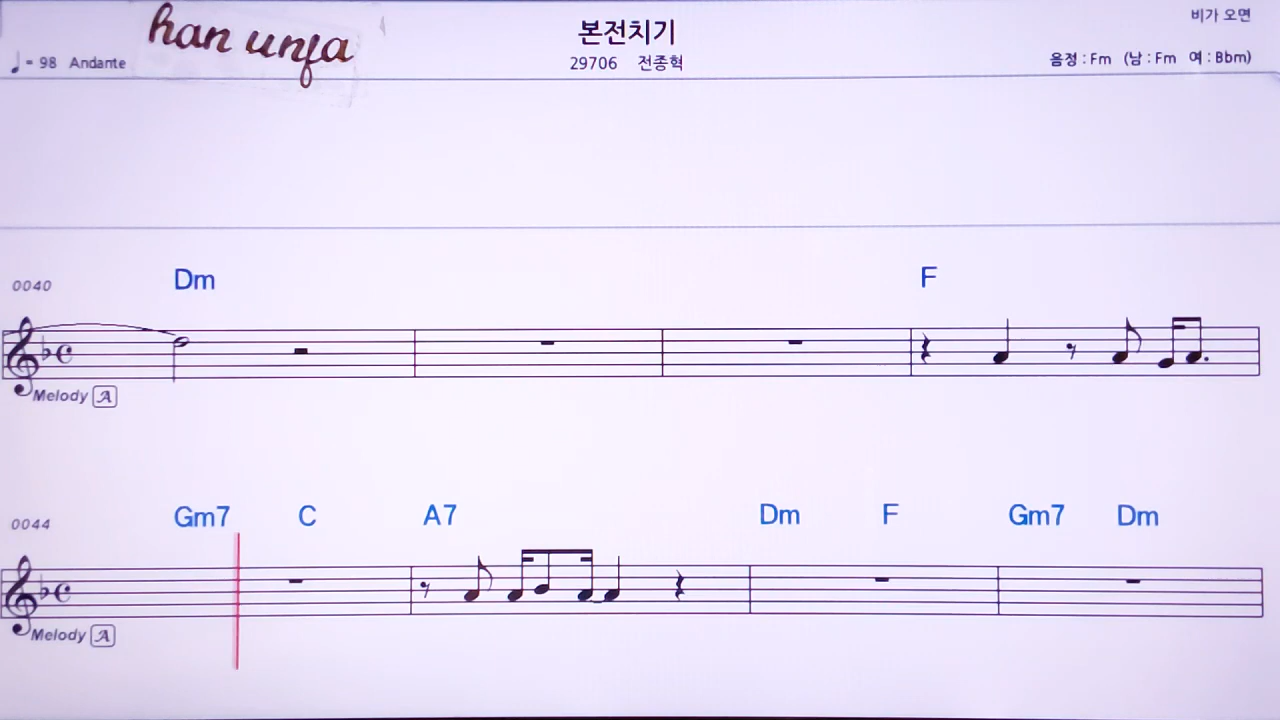 han unfa
본전치기
비가 오면
♩= 98 Andante
29706 전종혁
음정 : Fm (남 : Fm 여 : Bbm)
0040
Dm F
Melody A
0044
Gm7 C A7 Dm F Gm7 Dm
Melody A